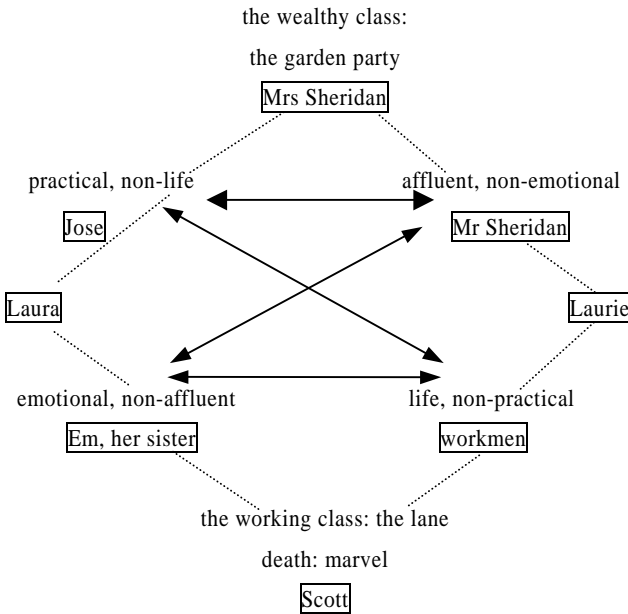 the wealthy class:
the garden party
Mrs Sheridan
practical, non-life
affluent, non-emotional
Jose
Mr Sheridan
Laura
Laurie
emotional, non-affluent
life, non-practical
Em, her sister
workmen
the working class: the lane
death: marvel
Scott